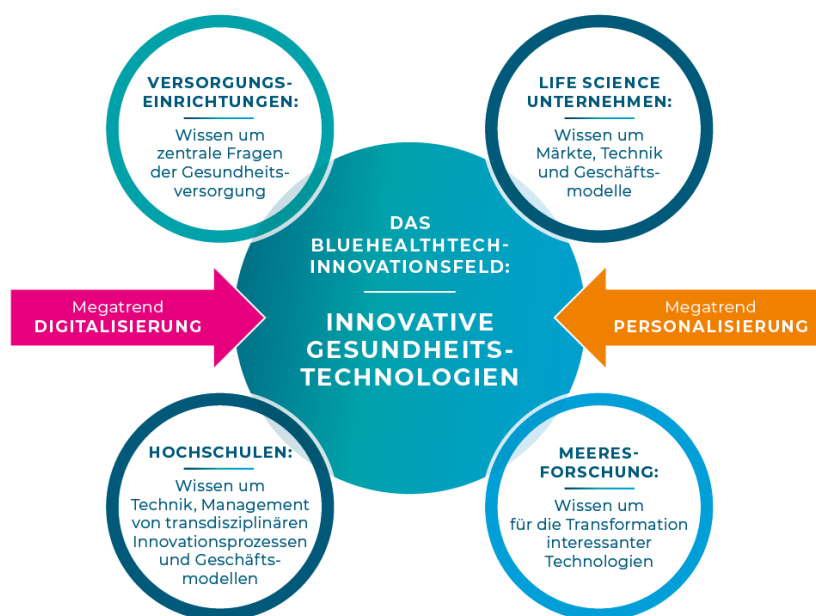 VERSORGUNGS-
EINRICHTUNGEN:
Wissen um
zentrale Fragen
der Gesundheits-
versorgung
LIFE SCIENCE
UNTERNEHMEN:
Wissen um
Märkte, Technik
und Geschäfts-
modelle
DAS
BLUEHEALTHTECH-
INNOVATIONSFELD:
INNOVATIVE
GESUNDHEITS-
TECHNOLOGIEN
Megatrend
DIGITALISIERUNG
Megatrend
PERSONALISIERUNG
HOCHSCHULEN:
Wissen um
Technik, Management
von transdisziplinären
Innovationsprozessen
und Geschäfts-
modellen
MEERES-
FORSCHUNG:
Wissen um
für die Transformation
interessanter
Technologien